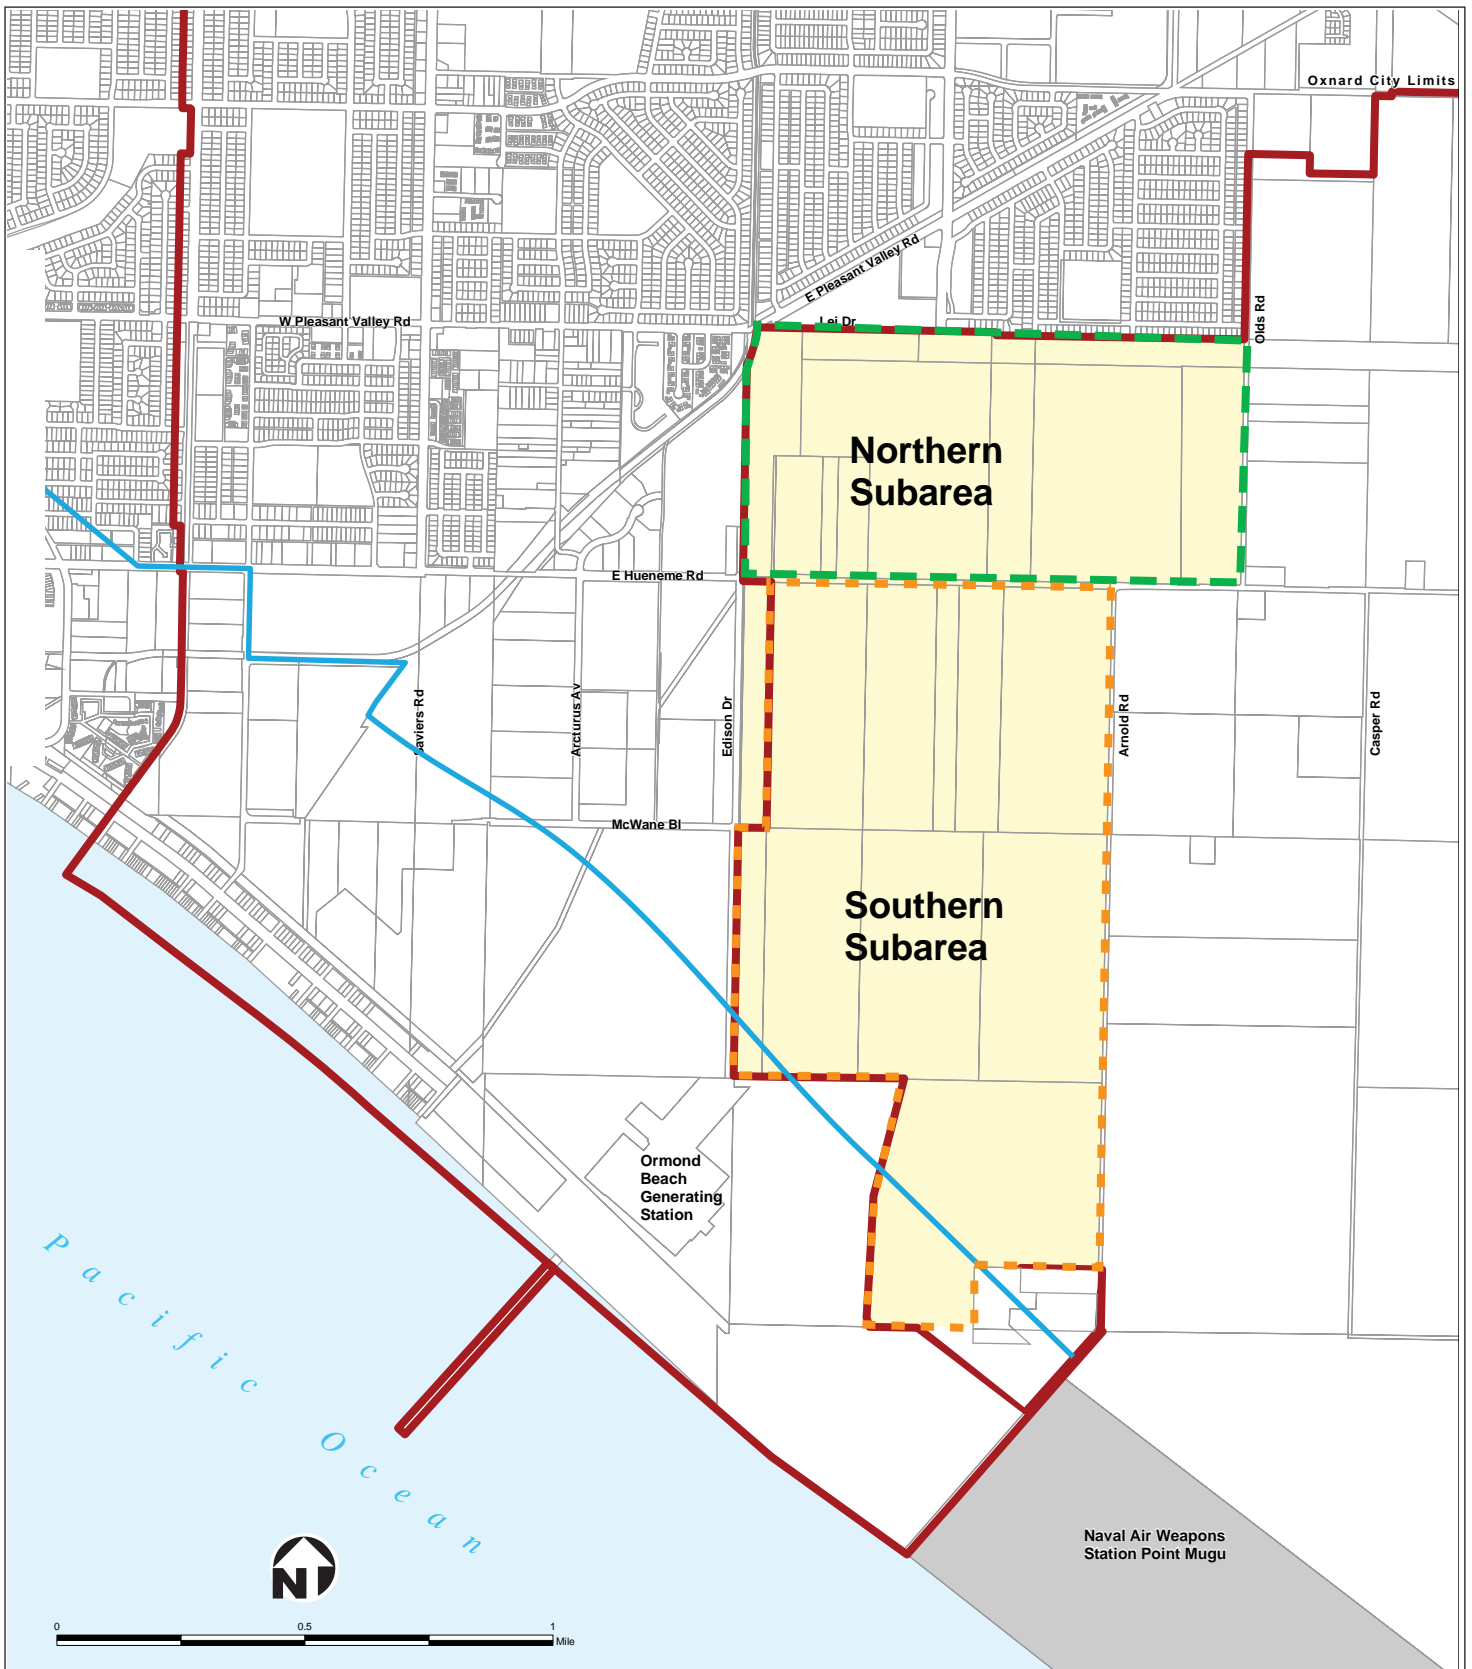 Oxnard City Limits
E Pleasant Valley Rd
Olds Rd
W Pleasant Valley Rd
Lei Dr
Northern
Subarea
E Hueneme Rd
Saviers Rd
Arcturus Av
Edison Dr
Arnold Rd
Casper Rd
McWane Bl
Southern
Subarea
Ormond
Beach
Generating
Station
Pacific Ocean
Naval Air Weapons
Station Point Mugu
N
0 0.5 1
Mile